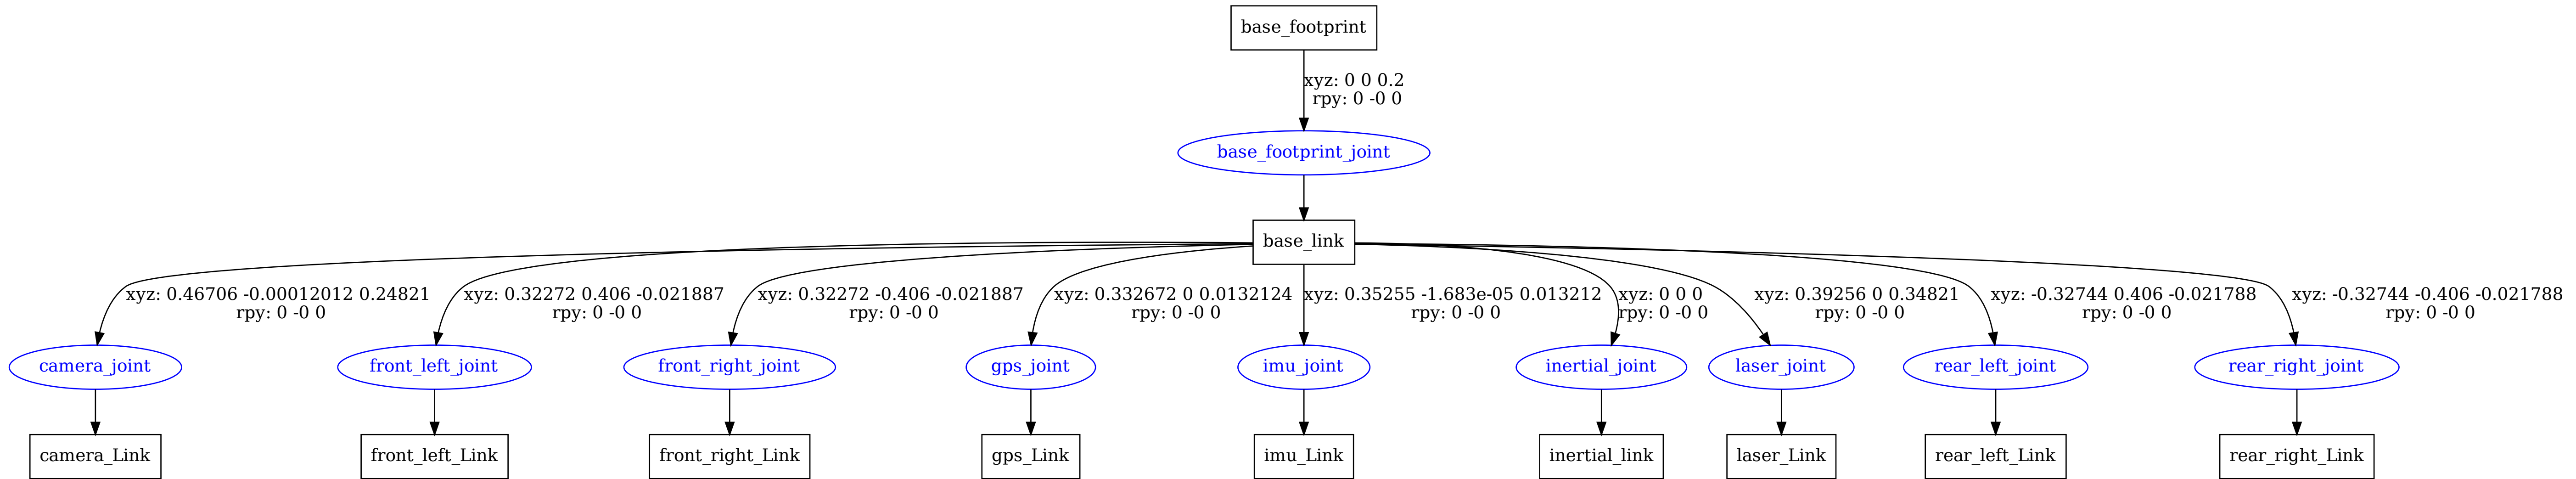 base_footprint
xyz: 0 0 0.2
rpy: 0 -0 0
base_footprint_joint
base_link
xyz: 0.46706 -0.00012012 0.24821
rpy: 0 -0 0
xyz: 0.32272 0.406 -0.021887
rpy: 0 -0 0
xyz: 0.32272 -0.406 -0.021887
rpy: 0 -0 0
xyz: 0.332672 0 0.0132124
rpy: 0 -0 0
xyz: 0.35255 -1.683e-05 0.013212
rpy: 0 -0 0
xyz: 0 0 0
rpy: 0 -0 0
xyz: 0.39256 0 0.34821
rpy: 0 -0 0
xyz: -0.32744 0.406 -0.021788
rpy: 0 -0 0
xyz: -0.32744 -0.406 -0.021788
rpy: 0 -0 0
camera_joint
front_left_joint
front_right_joint
gps_joint
imu_joint
inertial_joint
laser_joint
rear_left_joint
rear_right_joint
camera_Link
front_left_Link
front_right_Link
gps_Link
imu_Link
inertial_link
laser_Link
rear_left_Link
rear_right_Link